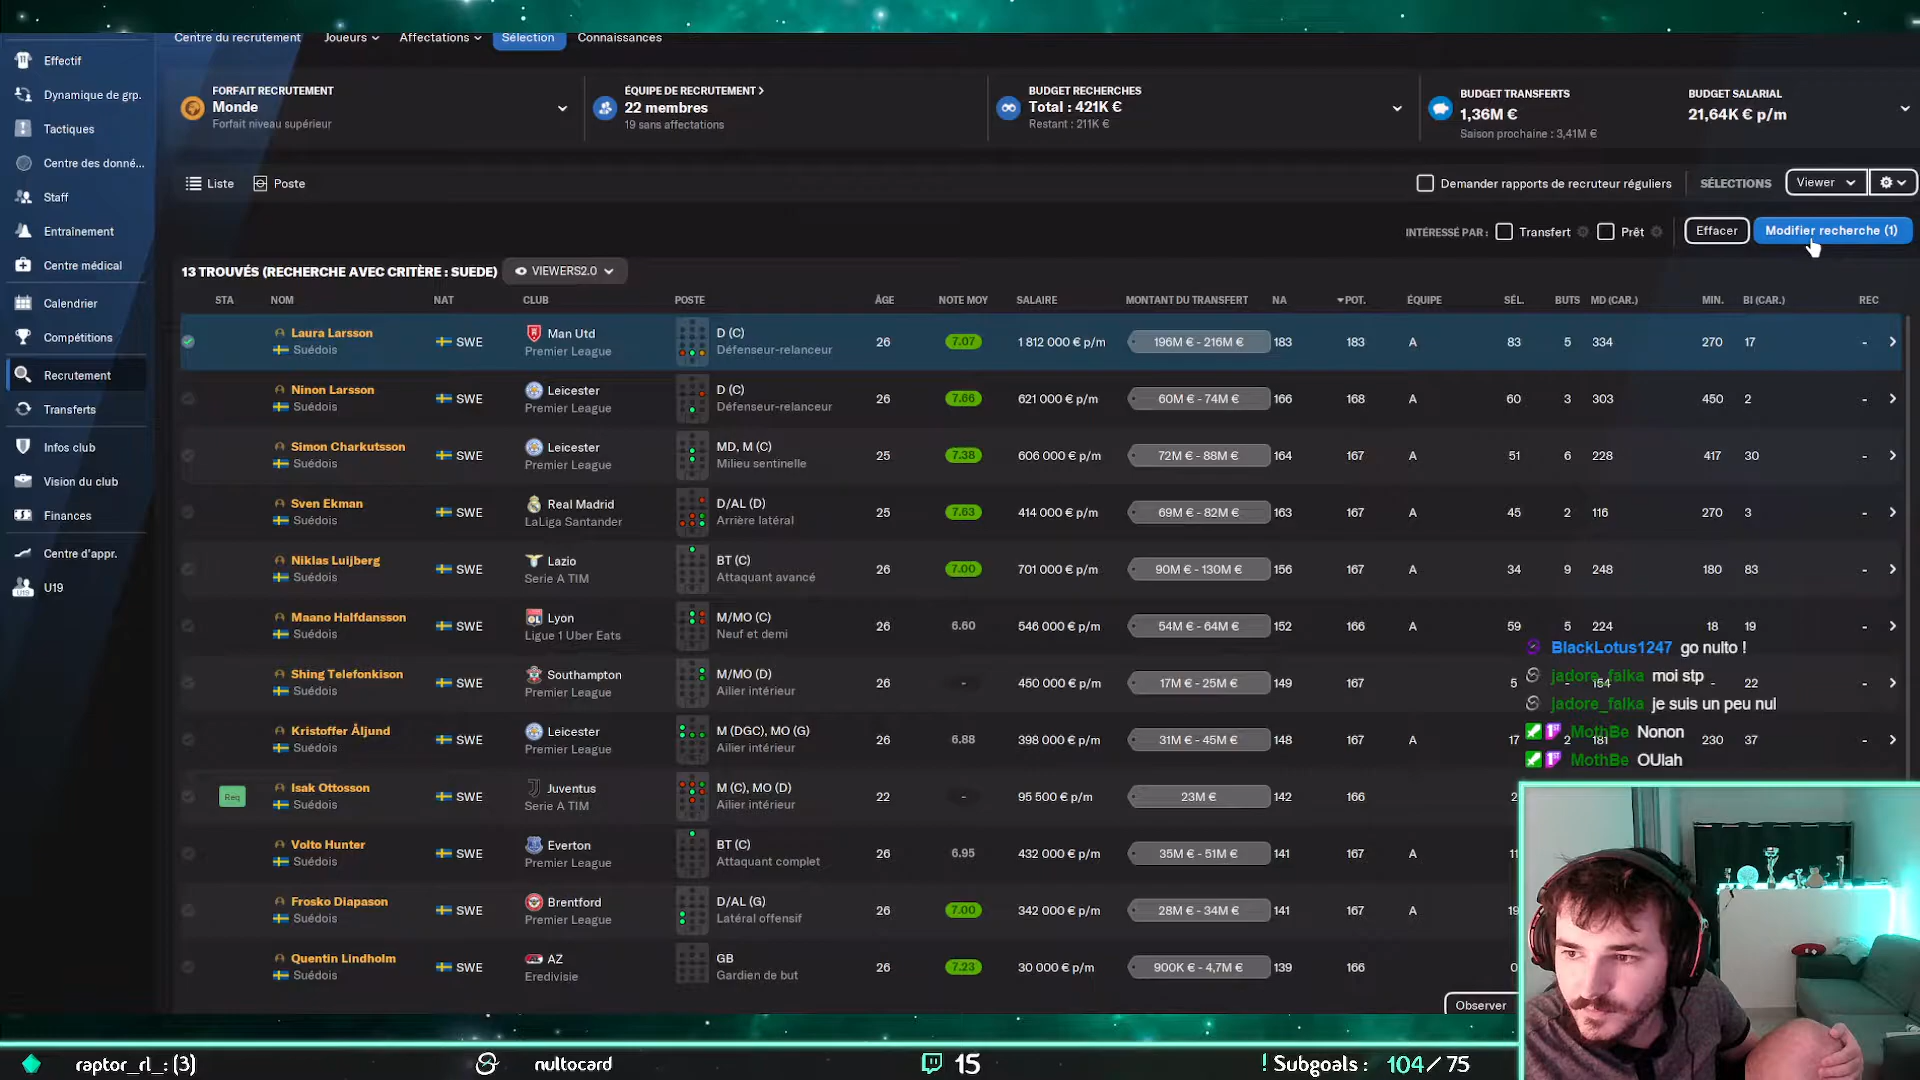 Centre du recrutement
Joueurs
Affectations
Sélection
Connaissances
Effectif
Dynamique de grp.
Tactiques
Centre des donné...
Staff
Entraînement
Centre médical
Calendrier
Compétitions
Recrutement
Transferts
Infos club
Vision du club
Finances
Centre d'appr.
U19
U19
FORFAIT RECRUTEMENT
Monde
Forfait niveau supérieur
ÉQUIPE DE RECRUTEMENT >
22 membres
19 sans affectations
BUDGET RECHERCHES
Total : 421K €
Restant : 211K €
BUDGET TRANSFERTS
1,36M €
Saison prochaine : 3,41M €
BUDGET SALARIAL
21,64K € p/m
Liste
Poste
Demander rapports de recruteur réguliers
SÉLECTIONS
Viewer
INTÉRESSÉ PAR :
Transfert
Prêt
Effacer
Modifier recherche (1)
13 TROUVÉS (RECHERCHE AVEC CRITÈRE : SUEDE)
VIEWERS2.0
STA NOM NAT CLUB POSTE ÂGE NOTE MOY SALAIRE MONTANT DU TRANSFERT NA POT. ÉQUIPE SÉL. BUTS MD (CAR.) MIN. BI (CAR.) REC
Laura Larsson Man Utd D (C)
SWE 26 7.07 1 812 000 € p/m 196M € - 216M € 183 183 A 83 5 334 270 17 -
Suédois Premier League Défenseur-relanceur
Ninon Larsson Leicester D (C)
SWE 26 7.66 621 000 € p/m 60M € - 74M € 166 168 A 60 3 303 450 2 -
Suédois Premier League Défenseur-relanceur
Simon Charkutsson Leicester MD, M (C)
SWE 25 7.38 606 000 € p/m 72M € - 88M € 164 167 A 51 6 228 417 30 -
Suédois Premier League Milieu sentinelle
Sven Ekman Real Madrid D/AL (D)
SWE 25 7.63 414 000 € p/m 69M € - 82M € 163 167 A 45 2 116 270 3 -
Suédois LaLiga Santander Arrière latéral
Niklas Luijberg Lazio BT (C)
SWE 26 7.00 701 000 € p/m 90M € - 130M € 156 167 A 34 9 248 180 83 -
Suédois Serie A TIM Attaquant avancé
Maano Halfdansson Lyon M/MO (C)
SWE 26 6.60 546 000 € p/m 54M € - 64M € 152 166 A 59 5 224 18 19 -
Suédois Ligue 1 Uber Eats Neuf et demi
Shing Telefonkison Southampton M/MO (D)
SWE 26 - 450 000 € p/m 17M € - 25M € 149 167 A 5 - 154 - 22 -
Suédois Premier League Ailier intérieur
Kristoffer Åljund Leicester M (DGC), MO (G)
SWE 26 6.88 398 000 € p/m 31M € - 45M € 148 167 A 17 2 181 230 37 -
Suédois Premier League Ailier intérieur
Isak Ottosson Juventus M (C), MO (D)
Req SWE 22 - 95 500 € p/m 23M € 142 166 2
Suédois Serie A TIM Ailier intérieur
Volto Hunter Everton BT (C)
SWE 26 6.95 432 000 € p/m 35M € - 51M € 141 167 A 11
Suédois Premier League Attaquant complet
Frosko Diapason Brentford D/AL (G)
SWE 26 7.00 342 000 € p/m 28M € - 34M € 141 167 A 19
Suédois Premier League Latéral offensif
Quentin Lindholm AZ GB
SWE 26 7.23 30 000 € p/m 900K € - 4,7M € 139 166 0
Suédois Eredivisie Gardien de but
Observer
BlackLotus1247 go nulto !
jadore_falka moi stp
jadore_falka je suis un peu nul
MothBe Nonon
MothBe OUlah
raptor_rl_: (3)
nultocard
15
! Subgoals : 104 / 75